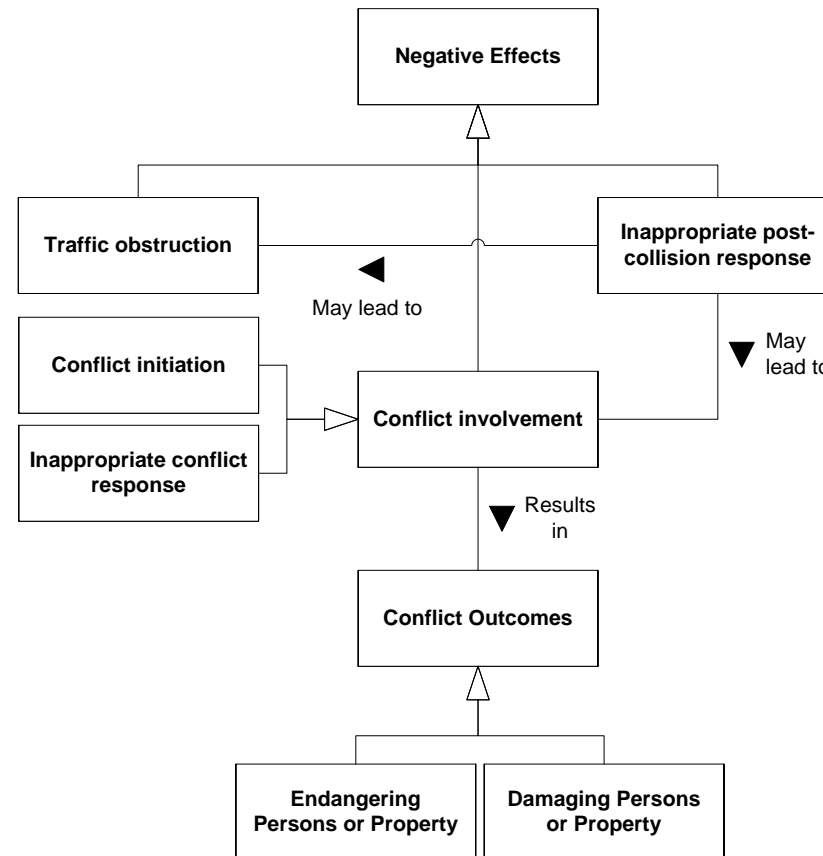 Negative Effects
Traffic obstruction
Inappropriate post-
collision response
May lead to
May
lead to
Conflict initiation
Conflict involvement
Inappropriate conflict
response
Results
in
Conflict Outcomes
Endangering
Persons or Property
Damaging Persons
or Property